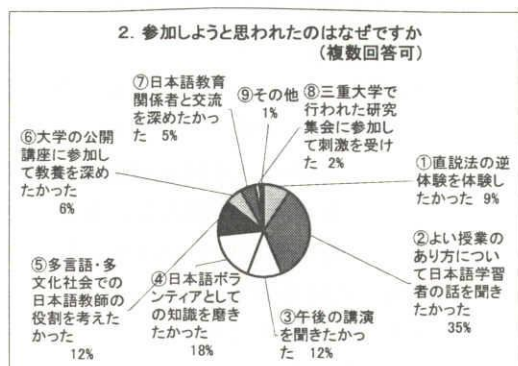 2．参加しようと思われたのはなぜですか
（複数回答可）
⑦日本語教育
関係者と交流
を深めたかっ
た 5%
⑨その他
1%
⑧三重大学で
行われた研究
集会に参加し
て刺激を受け
た 2%
⑥大学の公開
講座に参加し
て教養を深め
たかった
6%
①直説法の逆
体験を体験し
たかった 9%
②よい授業の
あり方につい
て日本語学習
者の話を聞き
たかった
35%
⑤多言語・多
文化社会での
日本語教師の
役割を考えた
かった
12%
④日本語ボラ
ンティアとして
の知識を磨き
たかった
18%
③午後の講演
を聞きたかっ
た 12%